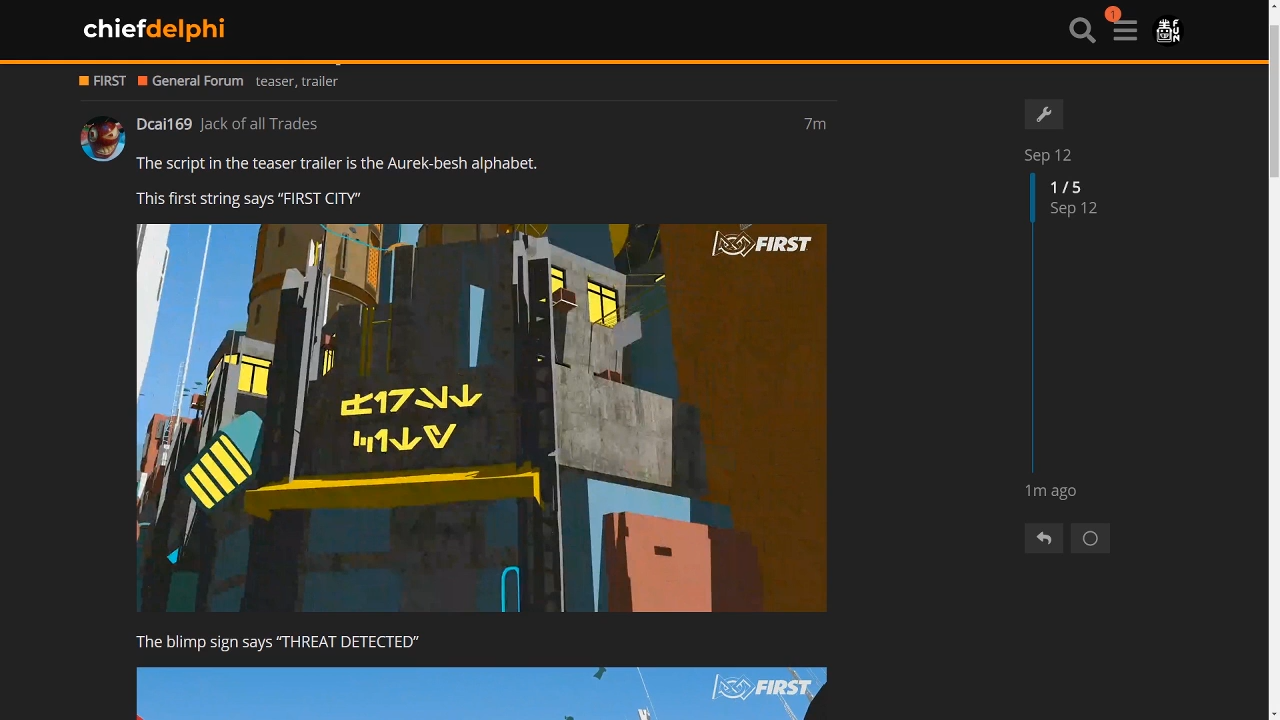 chiefdelphi
1
FUN
FIRST General Forum teaser, trailer
Dcai169 Jack of all Trades 7m
The script in the teaser trailer is the Aurek-besh alphabet.
This first string says “FIRST CITY”
FIRST
The blimp sign says “THREAT DETECTED”
FIRST
Sep 12
1 / 5
Sep 12
1m ago